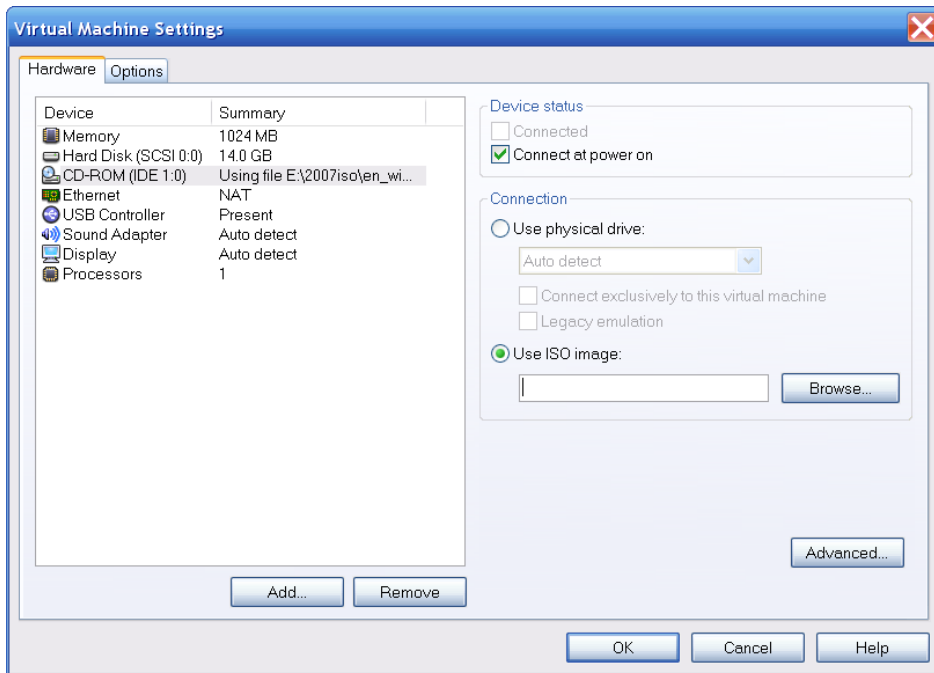 Virtual Machine Settings
Hardware Options
Device Summary
Memory 1024 MB
Hard Disk (SCSI 0:0) 14.0 GB
CD-ROM (IDE 1:0) Using file E:\2007iso\en_wi...
Ethernet NAT
USB Controller Present
Sound Adapter Auto detect
Display Auto detect
Processors 1
Add... Remove
Device status
Connected
Connect at power on
Connection
Use physical drive:
Auto detect
Connect exclusively to this virtual machine
Legacy emulation
Use ISO image:
Browse...
Advanced...
OK Cancel Help